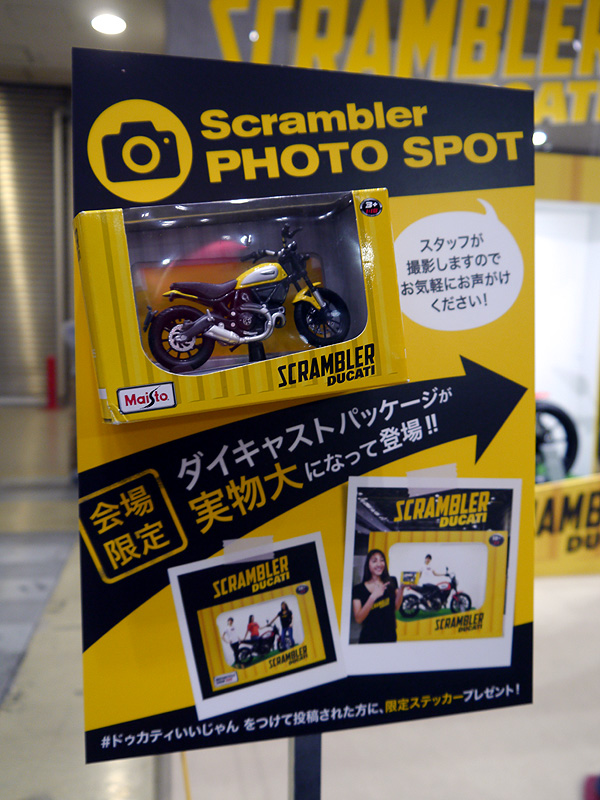 SCRAMBLER
DUCATI
Scrambler
PHOTO SPOT
スタッフが
撮影しますので
お気軽にお声がけ
ください!
3+
SCRAMBLER
DUCATI
Maisto
会場
限定
ダイキャストパッケージが
実物大になって登場!!
SCRAMBLER
DUCATI
SCRAMBLER
DUCATI
SCRAMBLER
DUCATI
SCRAMBLER
DUCATI
#ドゥカティいいじゃん をつけて投稿された方に、限定ステッカープレゼント!